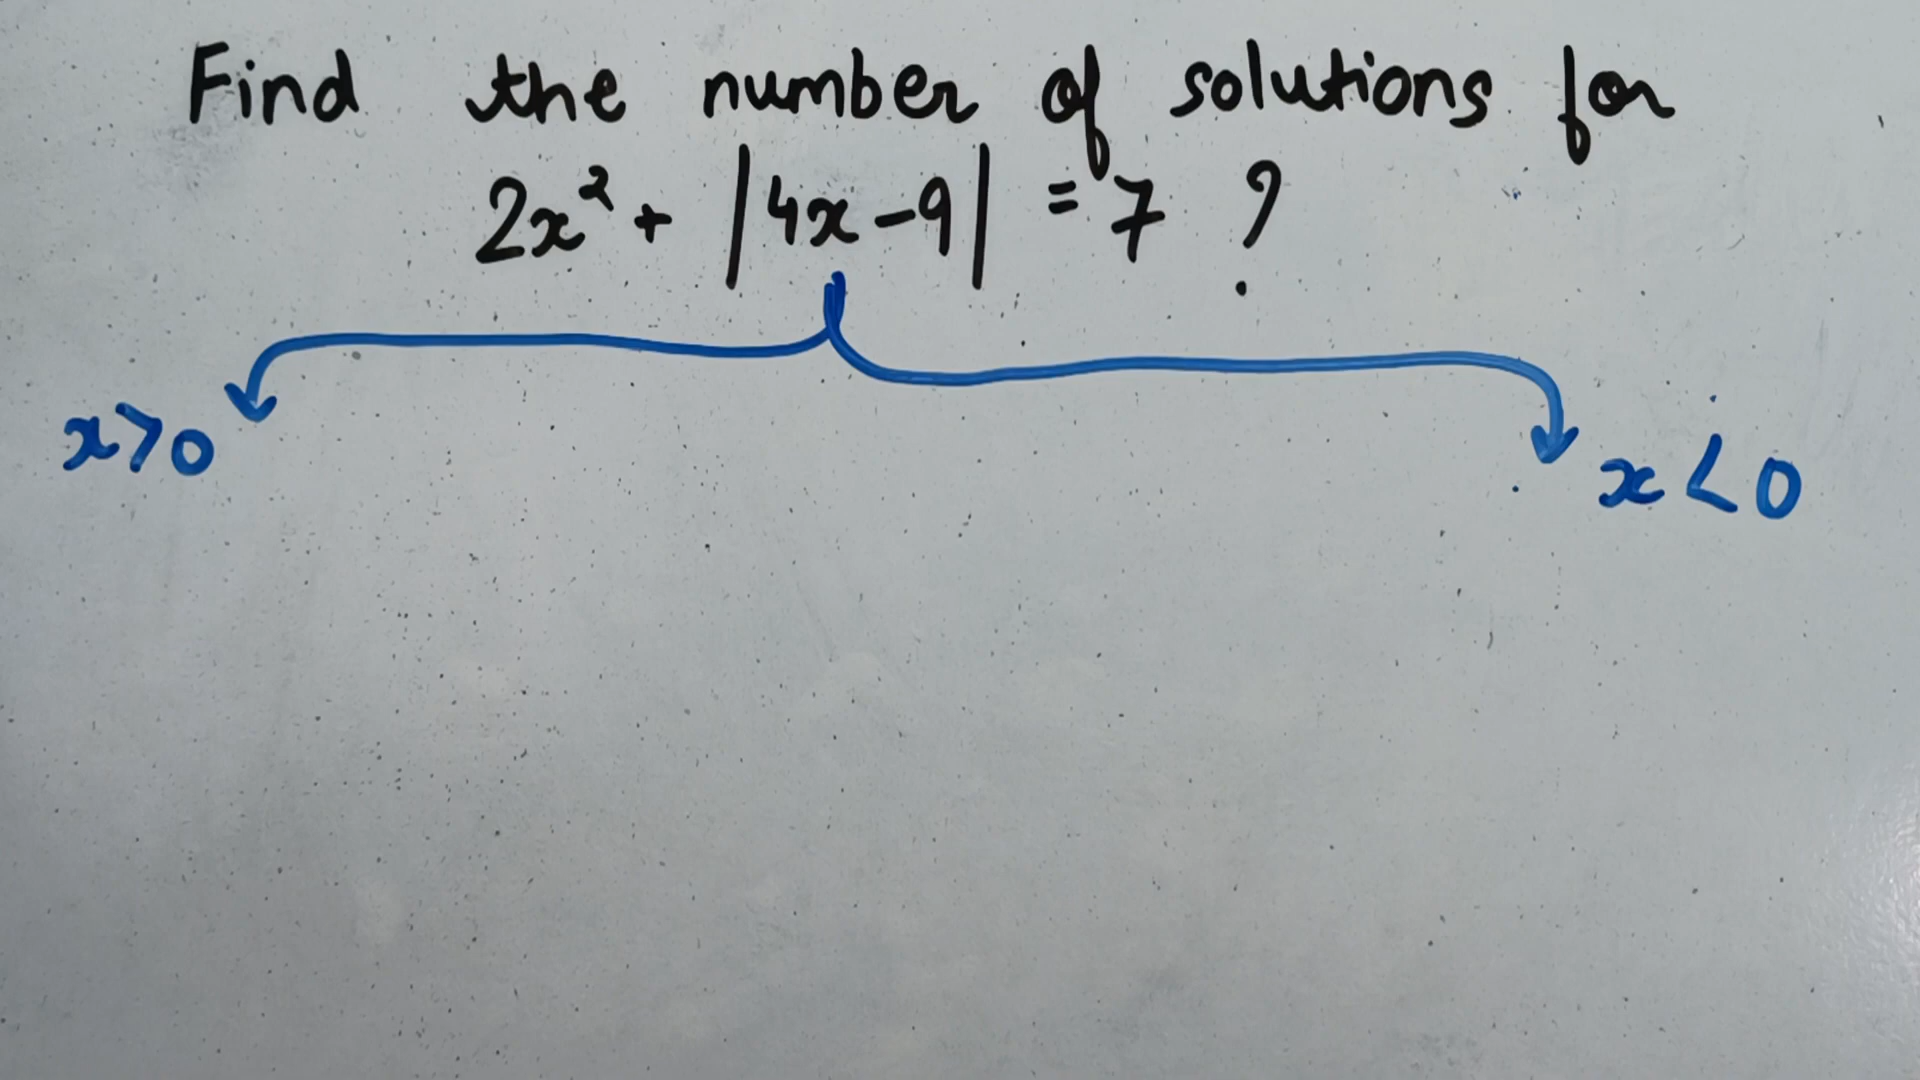 Find the number of solutions for
2x² + |4x-9| = 7 ?
x>0
x<0